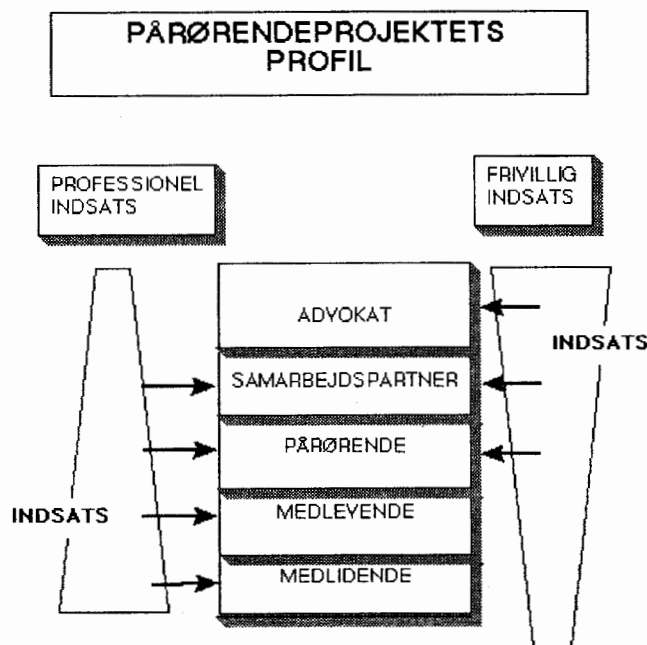 PÅRØRENDEPROJEKTETS
PROFIL
PROFESSIONEL
INDSATS
FRIVILLIG
INDSATS
ADVOKAT
INDSATS
SAMARBEJDSPARTNER
PÅRØRENDE
INDSATS
MEDLEVENDE
MEDLIDENDE